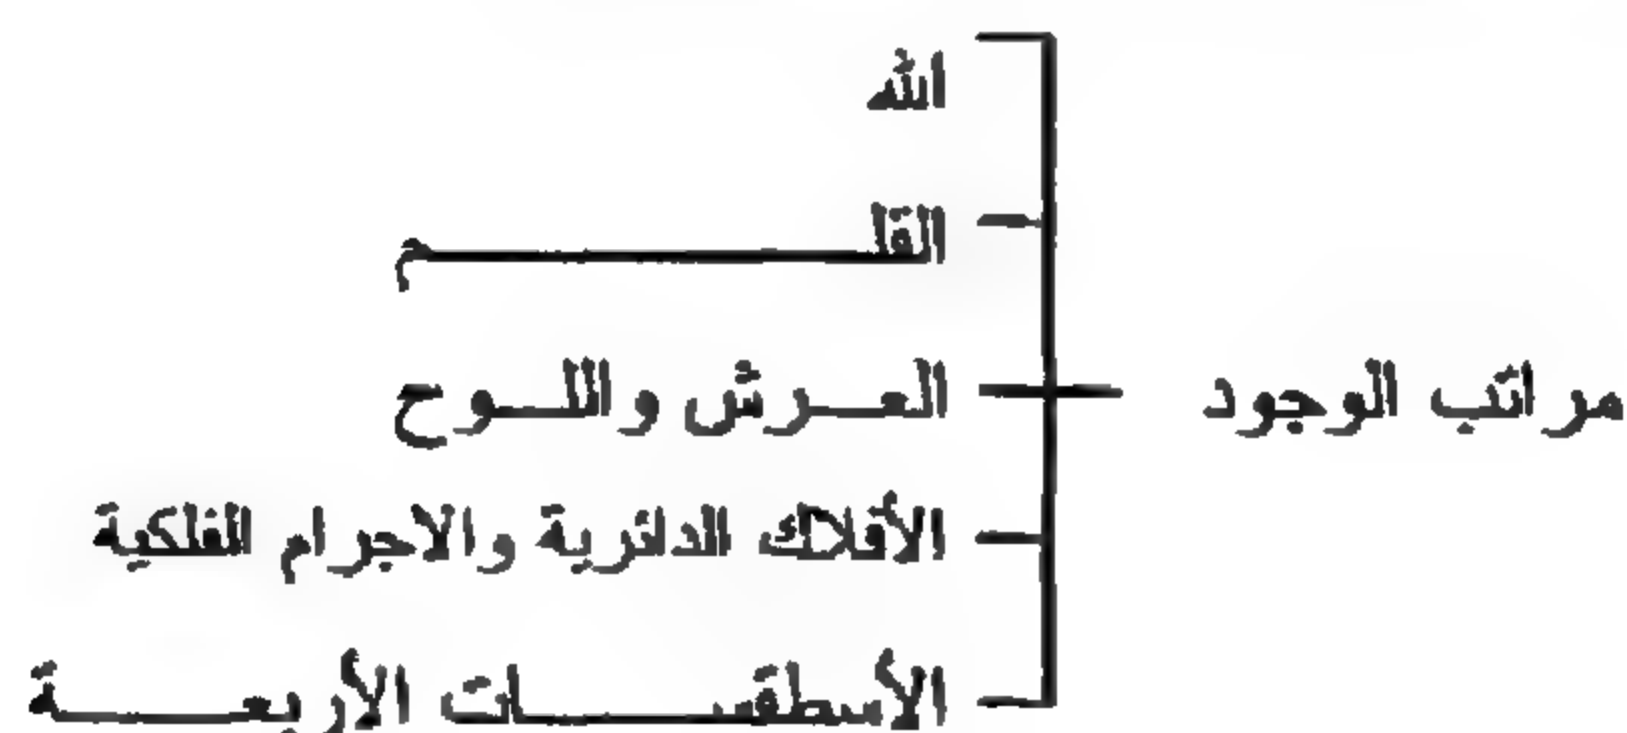 الله
القلم
العرش واللوح
مراتب الوجود
الأفلاك الدائرية والاجرام الفلكية
الأسطقسات الأربعة